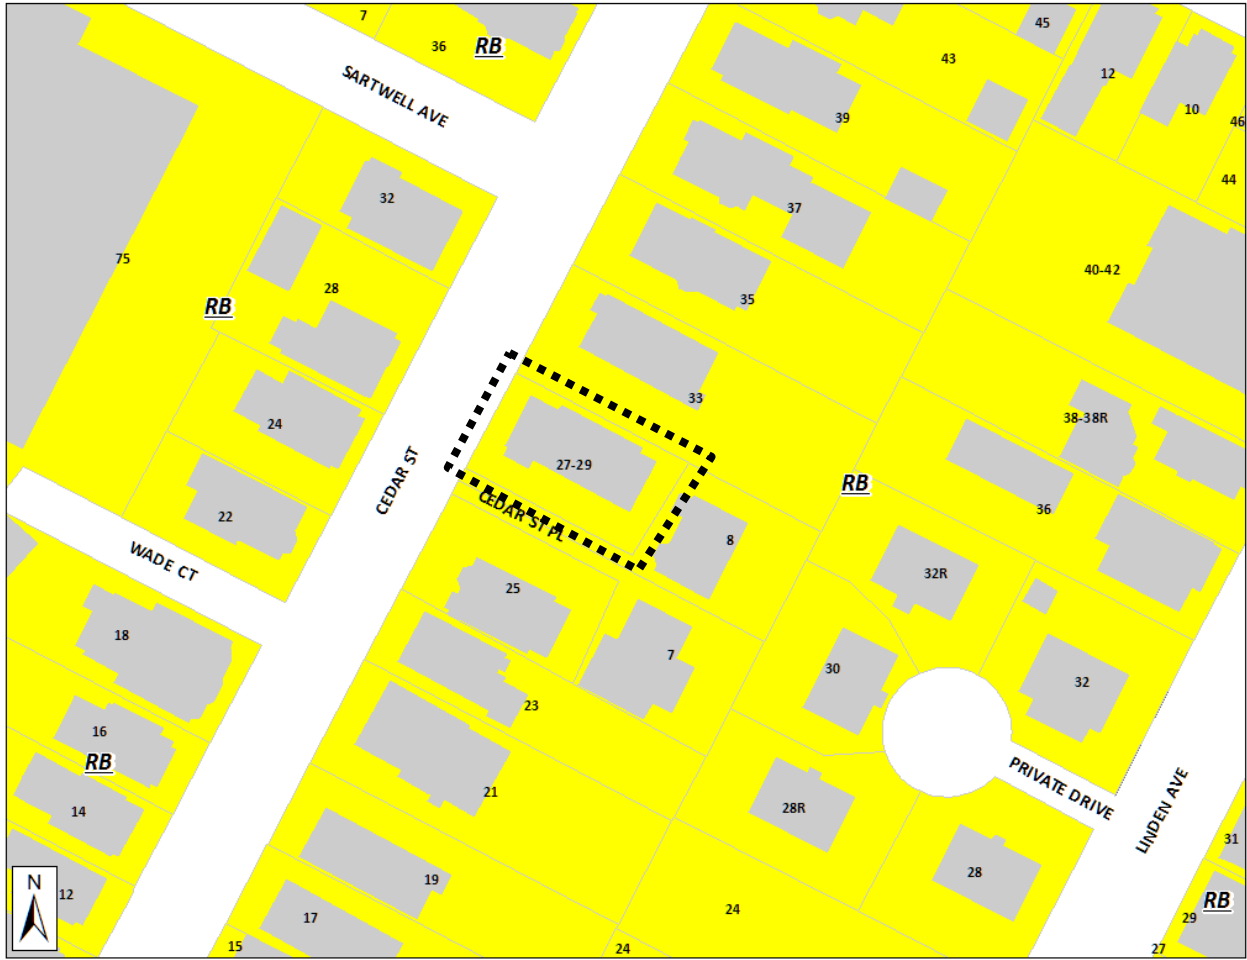 7
36
RB
45
43
12
10
46
39
44
SARTWELL AVE
32
37
75
40-42
28
RB
35
33
38-38R
24
27-29
RB
CEDAR ST
CEDAR ST PL
36
22
8
WADE CT
32R
25
18
7
30
32
23
16
RB
PRIVATE DRIVE
21
14
28R
LINDEN AVE
31
N
28
19
12
RB
24
17
29
15
24
27